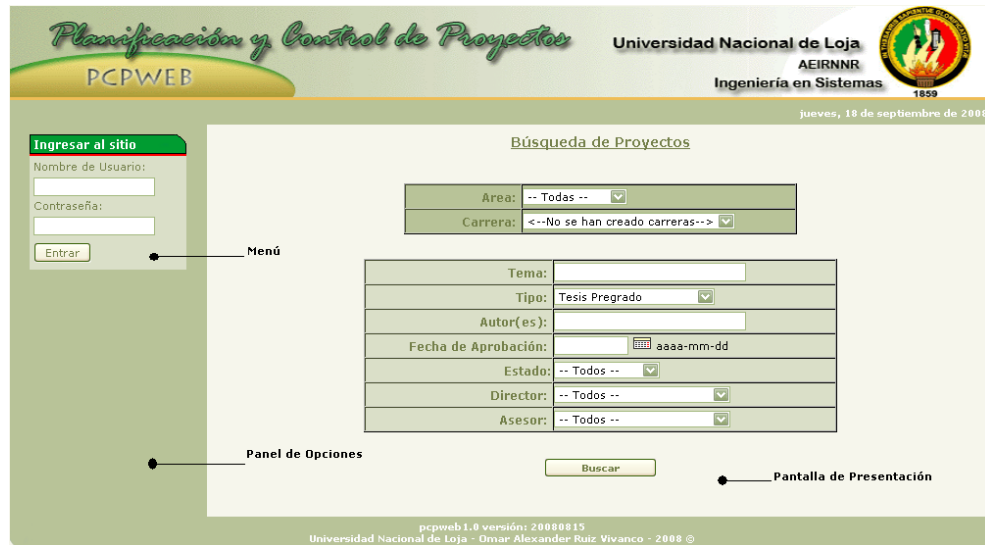 Planificación y Control de Proyectos
PCPWEB
Universidad Nacional de Loja
AEIRNNR
Ingeniería en Sistemas
1859
jueves, 18 de septiembre de 2008
Ingresar al sitio
Nombre de Usuario:
Contraseña:
Entrar
Menú
Panel de Opciones
Búsqueda de Proyectos
Area: -- Todas --
Carrera: <--No se han creado carreras-->
Tema:
Tipo: Tesis Pregrado
Autor(es):
Fecha de Aprobación: aaaa-mm-dd
Estado: -- Todos --
Director: -- Todos --
Asesor: -- Todos --
Buscar
Pantalla de Presentación
pcpweb1.0 versión: 20080815
Universidad Nacional de Loja - Omar Alexander Ruiz Vivanco - 2008 ©